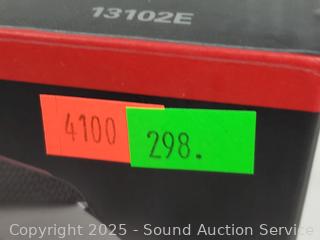 13102E
4100 298.
Copyright 2025 - Sound Auction Service